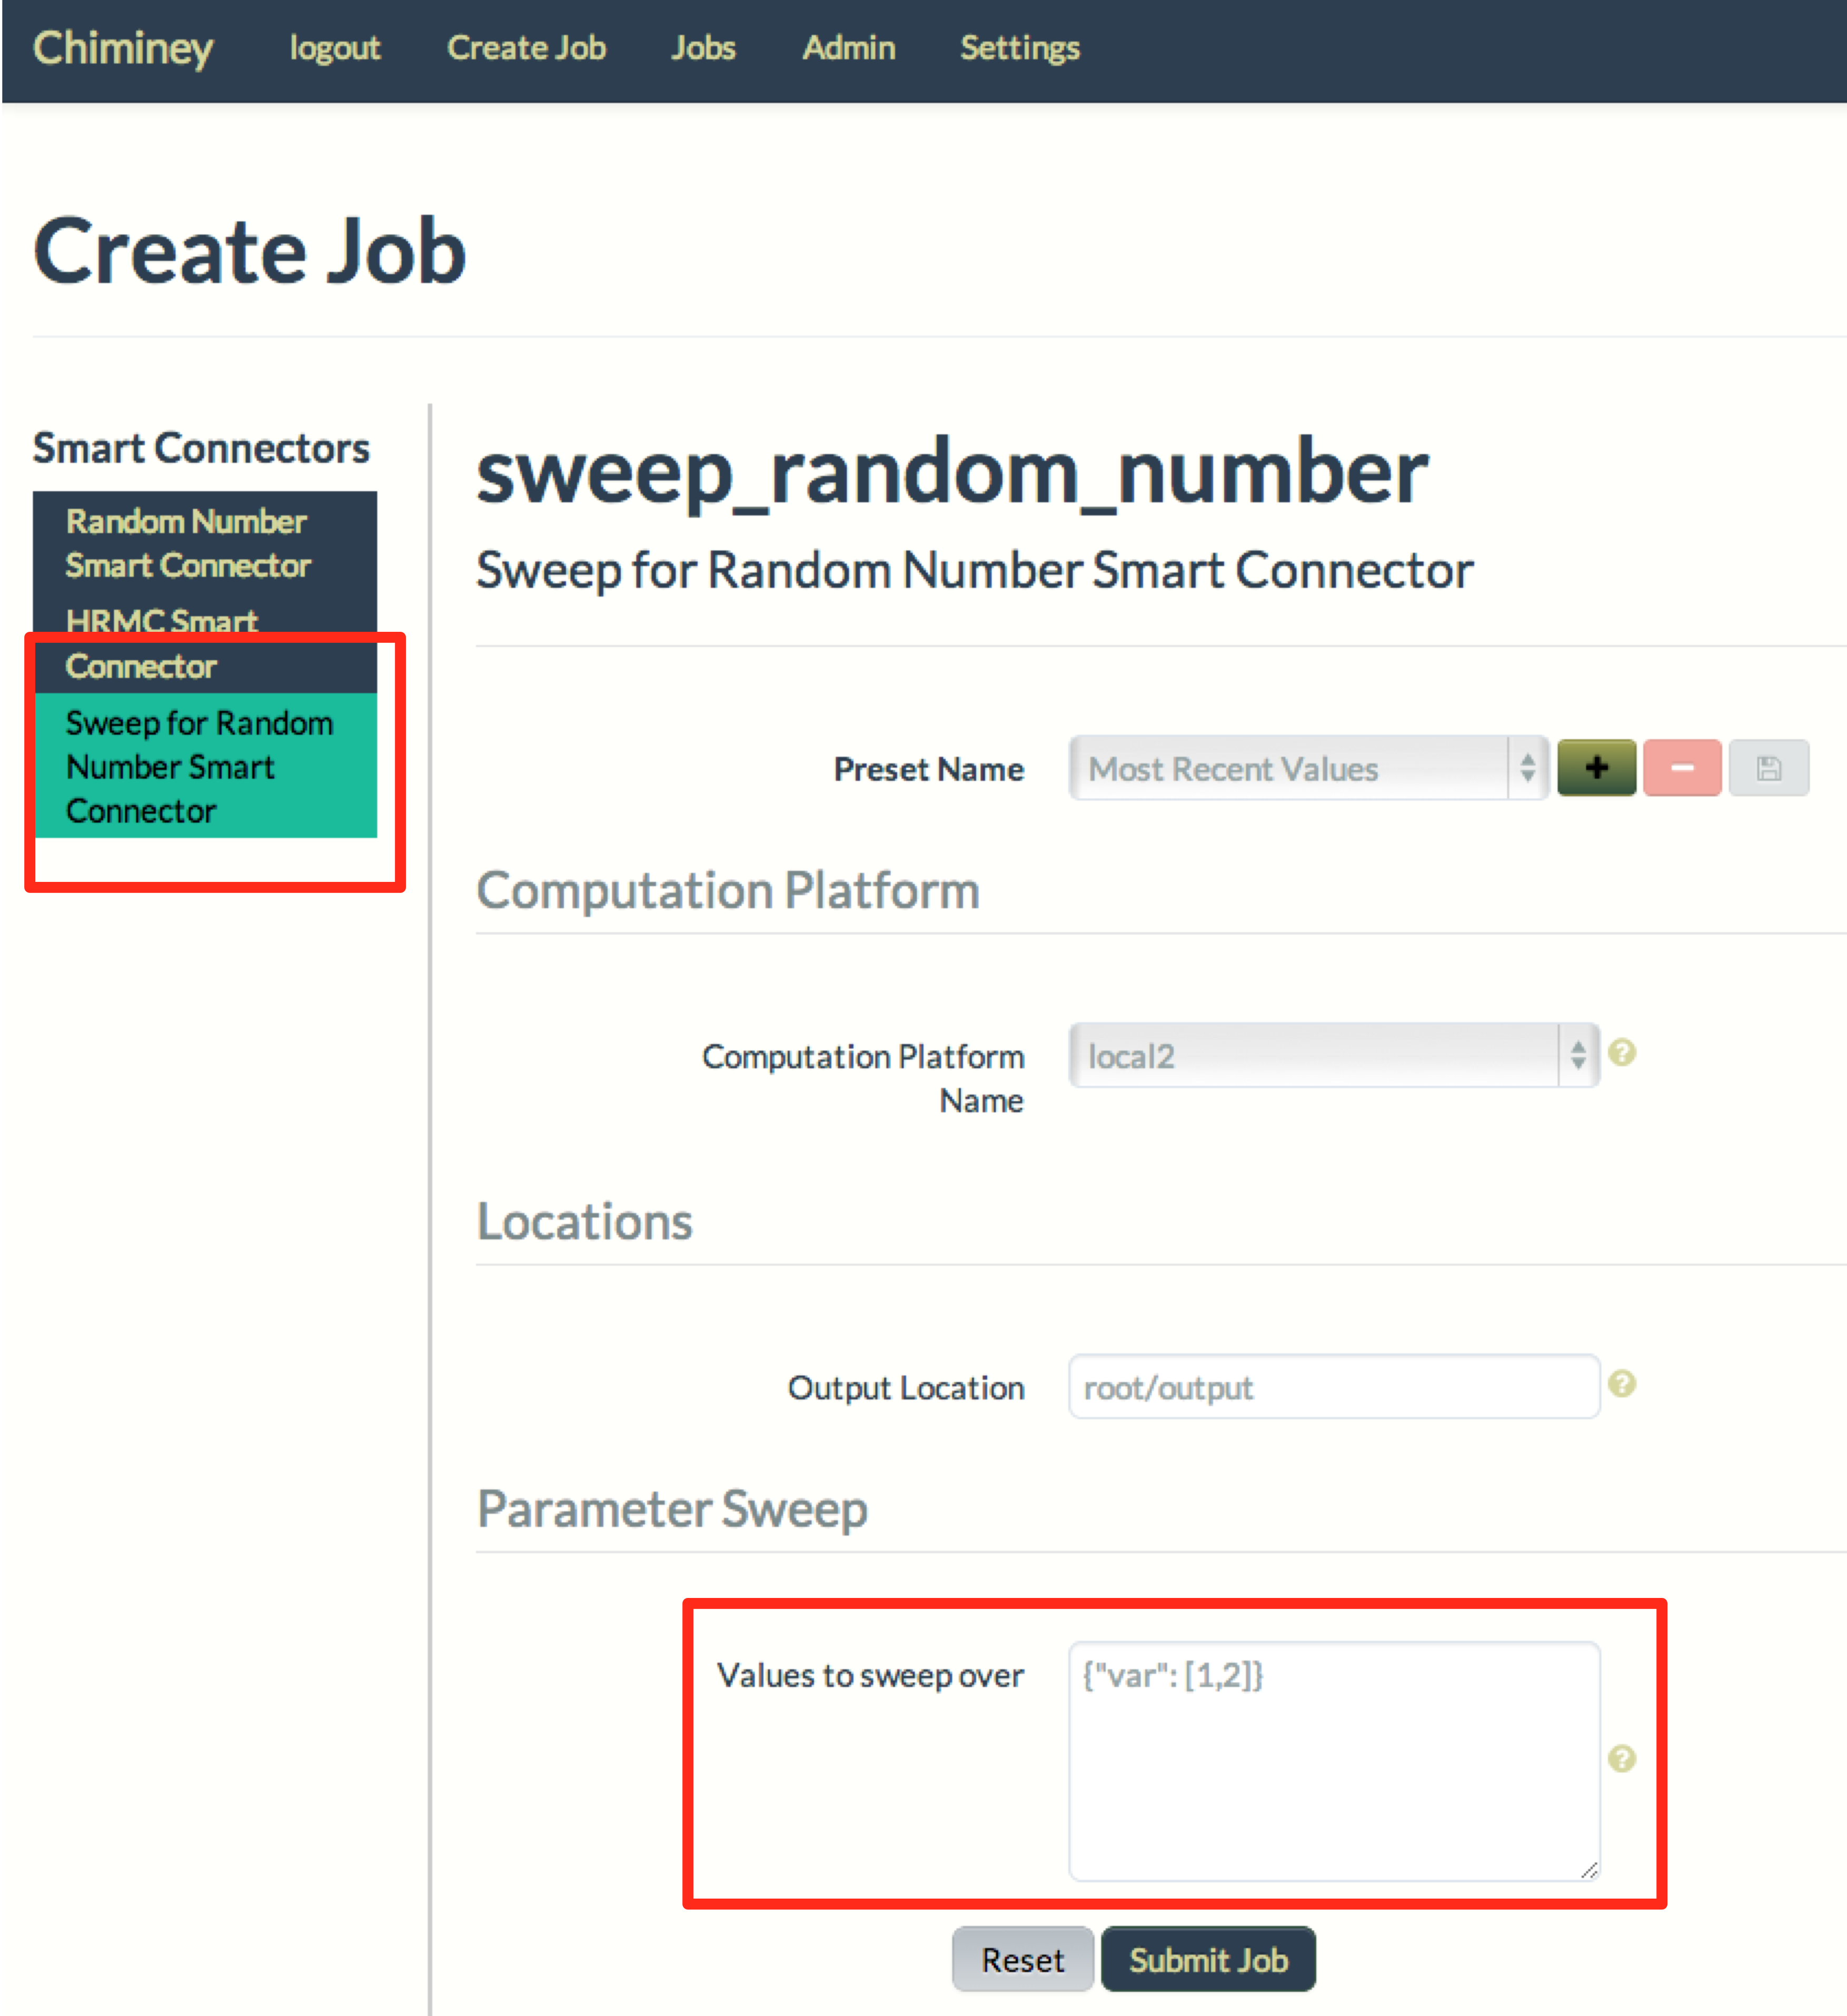 Chiminey logout Create Job Jobs Admin Settings
Create Job
Smart Connectors
Random Number
Smart Connector
HRMC Smart
Connector
Sweep for Random
Number Smart
Connector
sweep_random_number
Sweep for Random Number Smart Connector
Preset Name Most Recent Values
Computation Platform
Computation Platform local2
Name
Locations
Output Location root/output
Parameter Sweep
Values to sweep over {"var": [1,2]}
Reset Submit Job